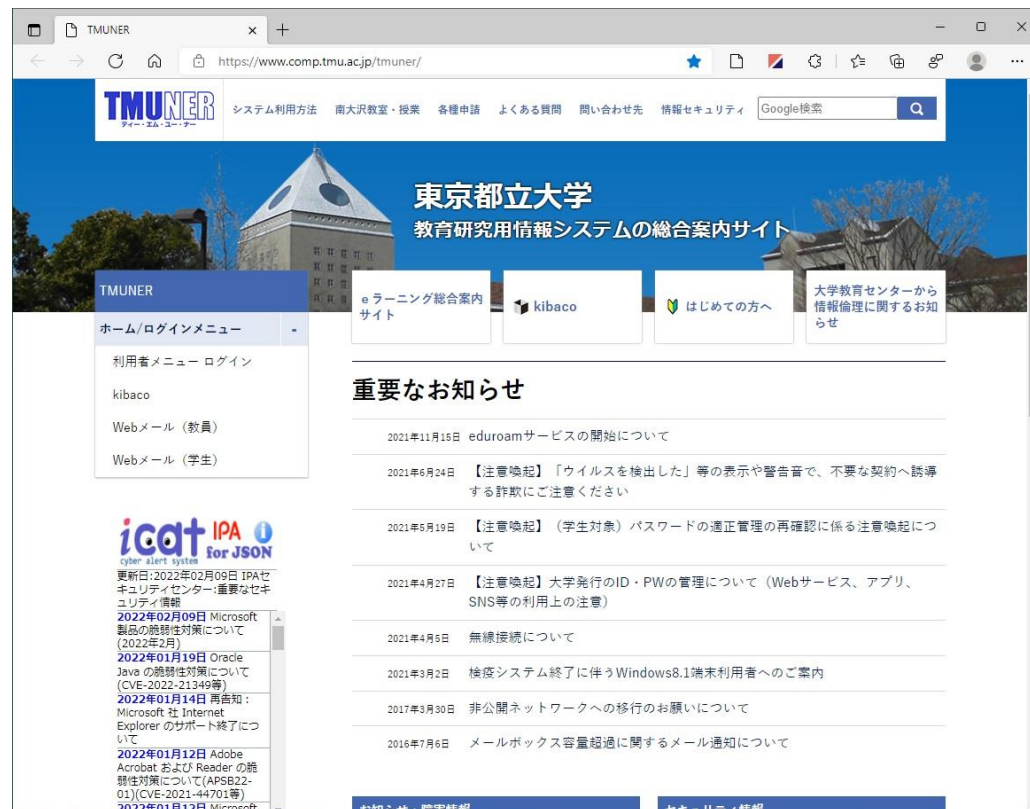 TMUNER
https://www.comp.tmu.ac.jp/tmuner/
TMUNER
ティー・エム・ユー・ナー
システム利用方法 南大沢教室・授業 各種申請 よくある質問 問い合わせ先 情報セキュリティ Google検索
東京都立大学
教育研究用情報システムの総合案内サイト
TMUNER
ホーム/ログインメニュー -
利用者メニュー ログイン
kibaco
Webメール（教員）
Webメール（学生）
eラーニング総合案内
サイト
kibaco
はじめての方へ
大学教育センターから
情報倫理に関するお知
らせ
重要なお知らせ
2021年11月15日 eduroamサービスの開始について
2021年6月24日 【注意喚起】「ウイルスを検出した」等の表示や警告音で、不要な契約へ誘導
する詐欺にご注意ください
2021年5月19日 【注意喚起】（学生対象）パスワードの適正管理の再確認に係る注意喚起につ
いて
2021年4月27日 【注意喚起】大学発行のID・PWの管理について（Webサービス、アプリ、
SNS等の利用上の注意）
2021年4月5日 無線接続について
2021年3月2日 検疫システム終了に伴うWindows8.1端末利用者へのご案内
2017年3月30日 非公開ネットワークへの移行のお願いについて
2016年7月6日 メールボックス容量超過に関するメール通知について
icat IPA
for JSON
cyber alert system
更新日:2022年02月09日 IPAセ
キュリティセンター:重要なセキ
ュリティ情報
2022年02月09日 Microsoft
製品の脆弱性対策について
(2022年2月)
2022年01月19日 Oracle
Java の脆弱性対策について
(CVE-2022-21349等)
2022年01月14日 再告知：
Microsoft 社 Internet
Explorer のサポート終了につ
いて
2022年01月12日 Adobe
Acrobat および Reader の脆
弱性対策について(APSB22-
01)(CVE-2021-44701等)
2022年01月12日 Microsoft
お知らせ・障害情報
セキュリティ情報